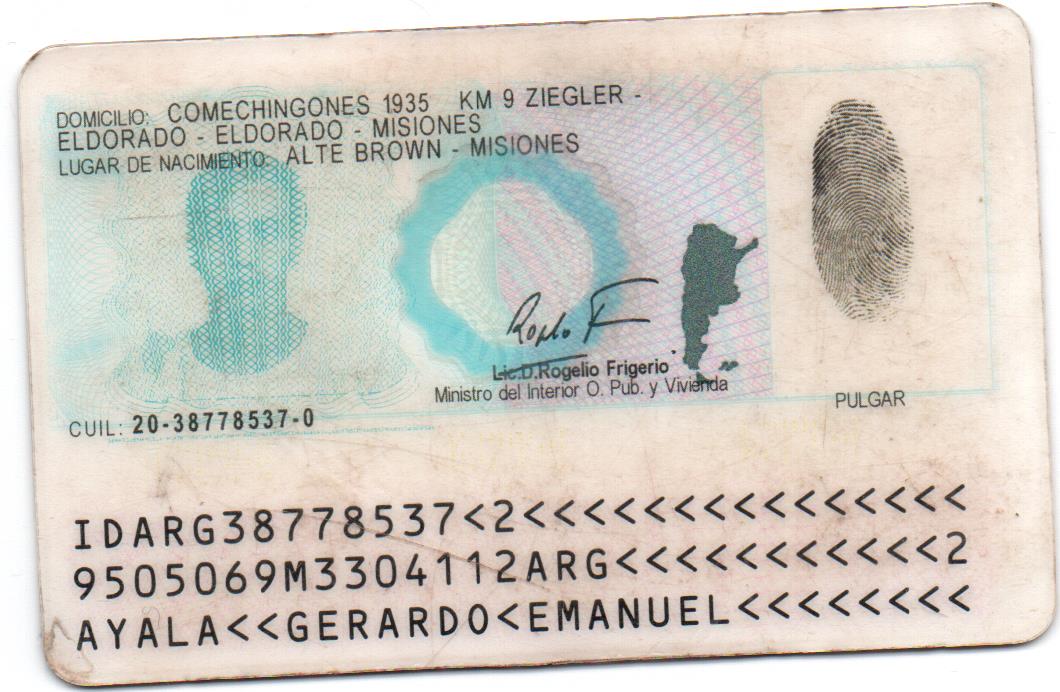 DOMICILIO: COMECHINGONES 1935 KM 9 ZIEGLER -
ELDORADO - ELDORADO - MISIONES
LUGAR DE NACIMIENTO: ALTE BROWN - MISIONES
Lic.D.Rogelio Frigerio
Ministro del Interior O. Pub. y Vivienda
PULGAR
CUIL: 20-38778537-0
IDARG38778537<2<<<<<<<<<<<<<<<
9505069M3304112ARG<<<<<<<<<<<2
AYALA<<GERARDO<EMANUEL<<<<<<<<